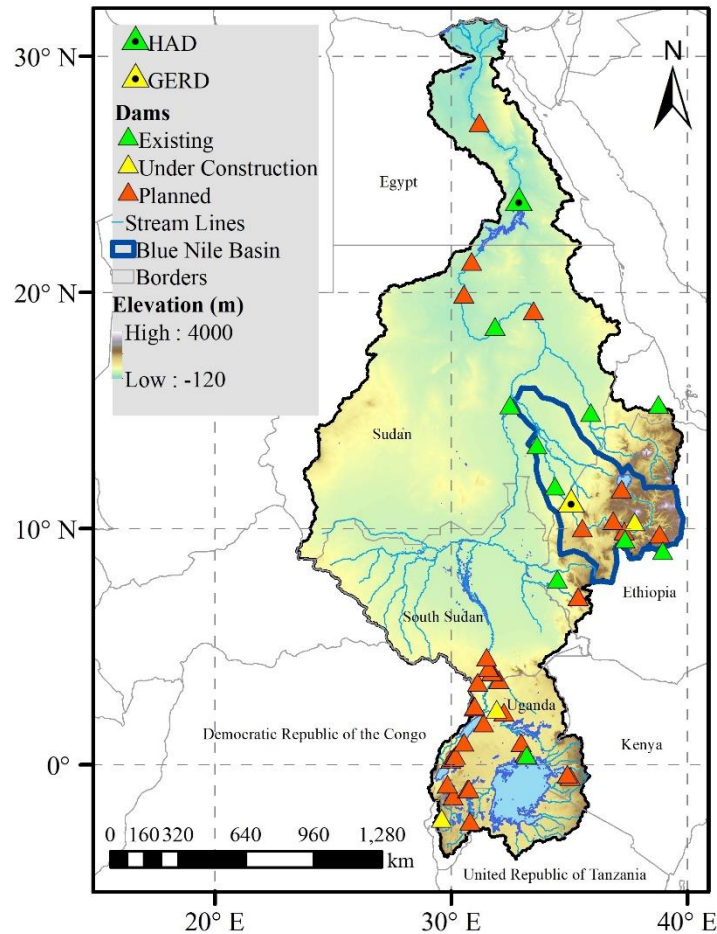 HAD
GERD
Dams
Existing
Under Construction
Planned
Stream Lines
Blue Nile Basin
Borders
Elevation (m)
High : 4000
Low : -120
N
30° N
20° N
10° N
0°
Egypt
Sudan
Ethiopia
South Sudan
Uganda
Democratic Republic of the Congo
Kenya
United Republic of Tanzania
0 160 320 640 960 1,280
km
20° E 30° E 40° E